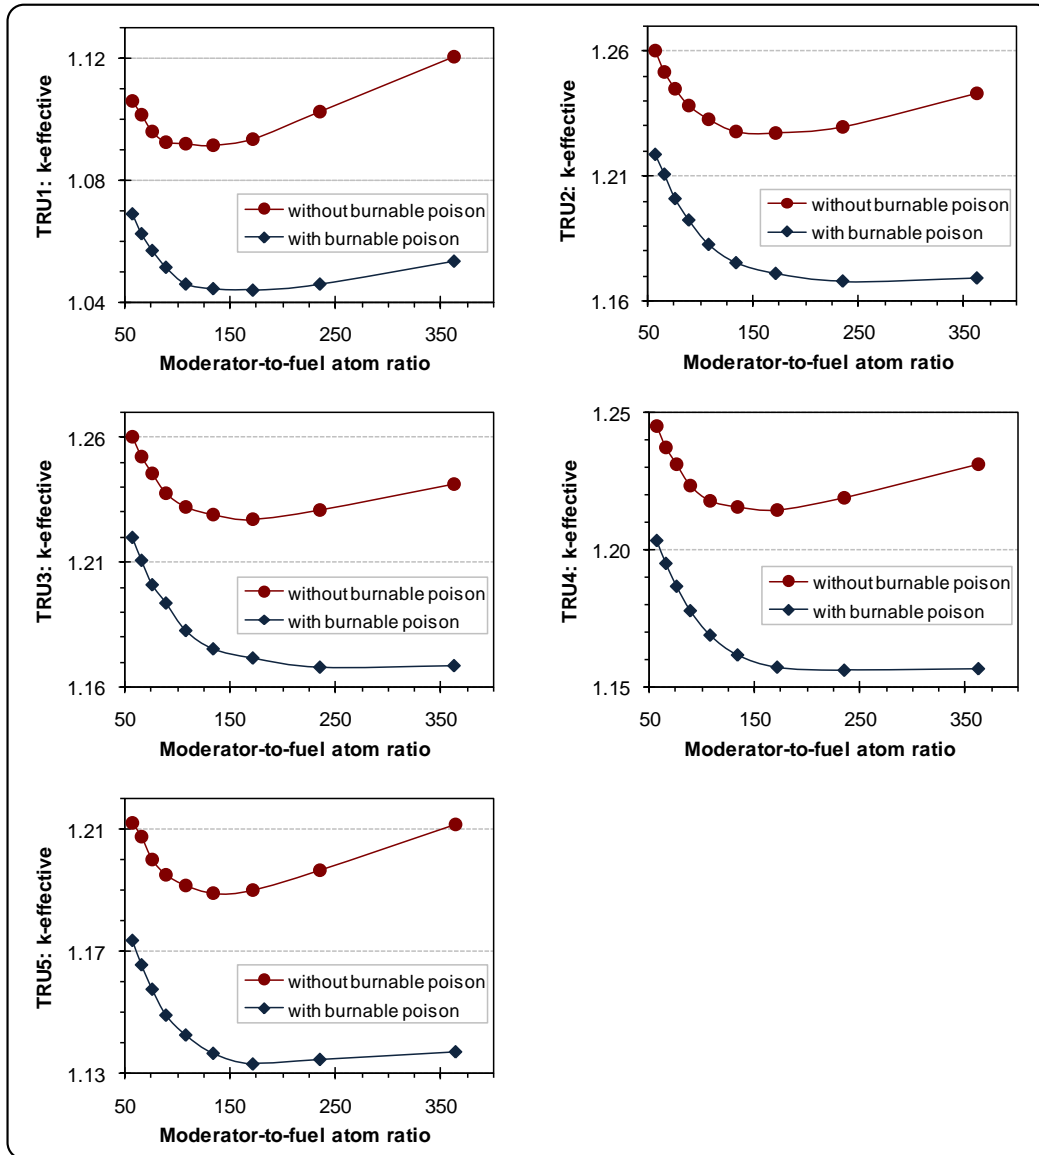 TRU1: k-effective
1.12
1.08
1.04
without burnable poison
with burnable poison
50 150 250 350
Moderator-to-fuel atom ratio
TRU2: k-effective
1.26
1.21
1.16
without burnable poison
with burnable poison
50 150 250 350
Moderator-to-fuel atom ratio
TRU3: k-effective
1.26
1.21
1.16
without burnable poison
with burnable poison
50 150 250 350
Moderator-to-fuel atom ratio
TRU4: k-effective
1.25
1.20
1.15
without burnable poison
with burnable poison
50 150 250 350
Moderator-to-fuel atom ratio
TRU5: k-effective
1.21
1.17
1.13
without burnable poison
with burnable poison
50 150 250 350
Moderator-to-fuel atom ratio